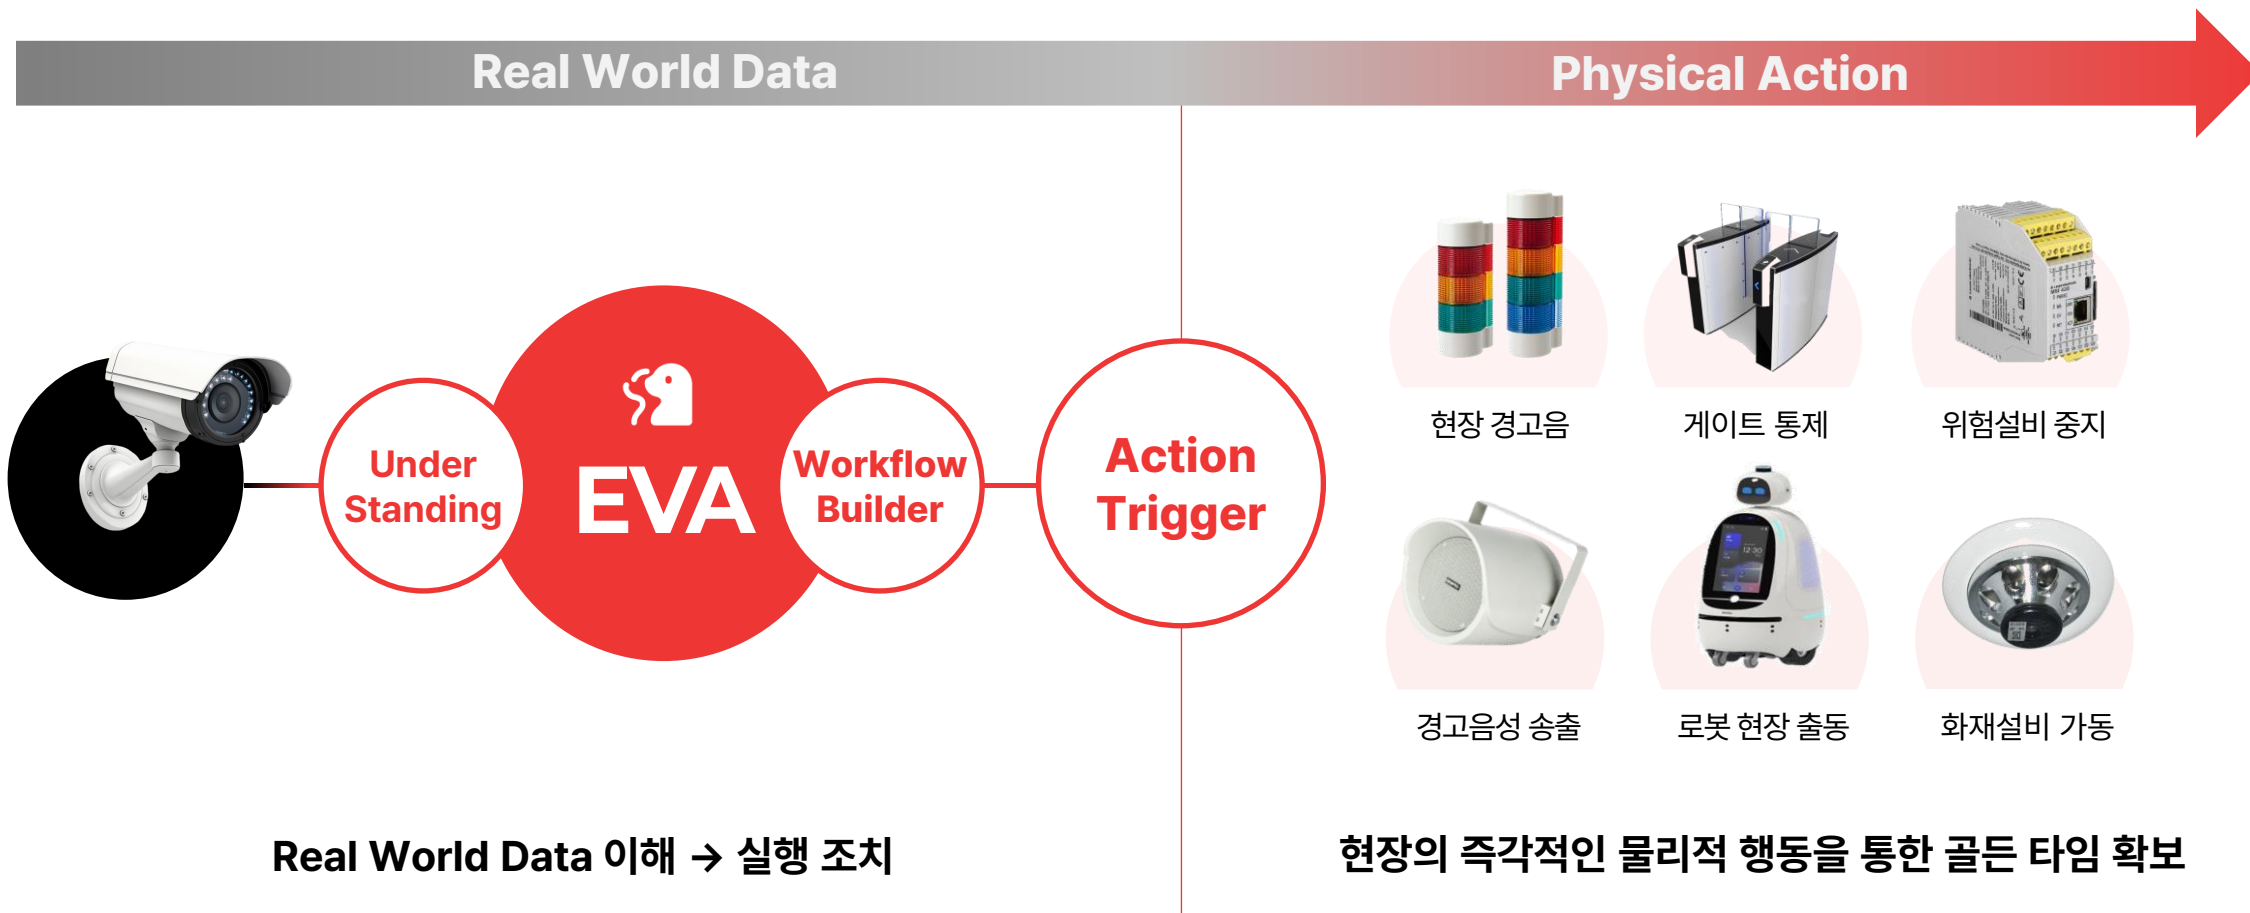 Real World Data
Physical Action
Under
Standing
EVA
Workflow
Builder
Action
Trigger
현장 경고음
게이트 통제
위험설비 중지
경고음성 송출
로봇 현장 출동
화재설비 가동
Real World Data 이해 → 실행 조치
현장의 즉각적인 물리적 행동을 통한 골든 타임 확보